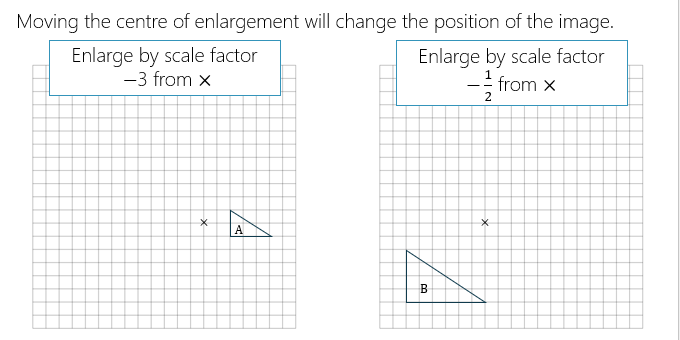 Moving the centre of enlargement will change the position of the image.
Enlarge by scale factor
−3 from ×
Enlarge by scale factor
−1/2 from ×
×
A
×
B